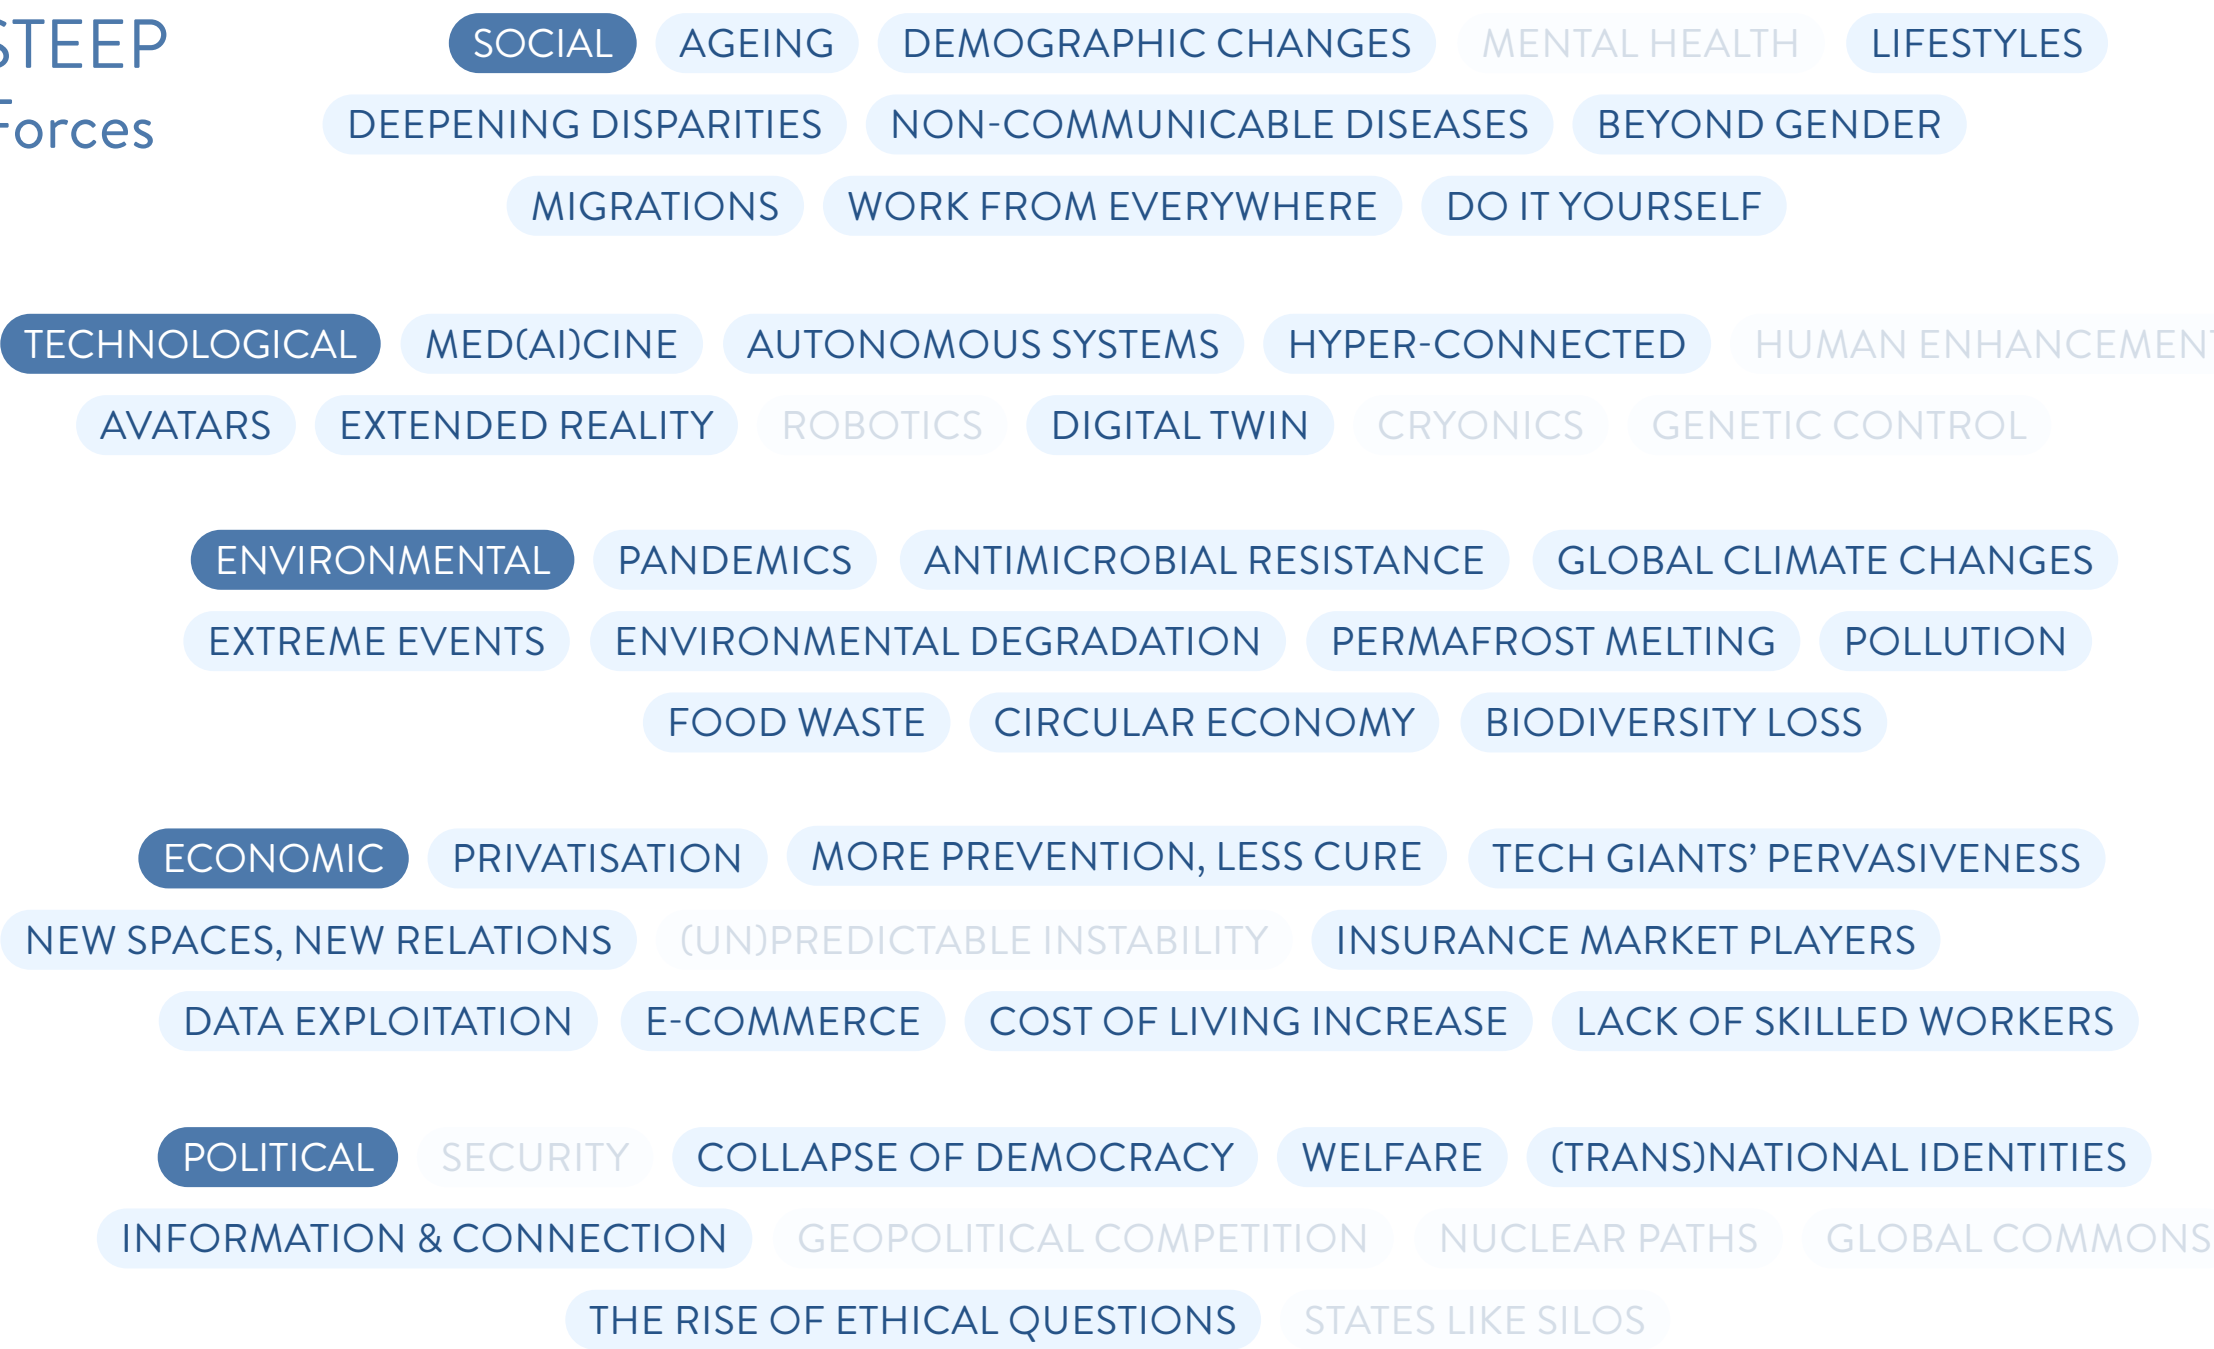 STEEP
Forces
SOCIAL AGEING DEMOGRAPHIC CHANGES MENTAL HEALTH LIFESTYLES
DEEPENING DISPARITIES NON-COMMUNICABLE DISEASES BEYOND GENDER
MIGRATIONS WORK FROM EVERYWHERE DO IT YOURSELF
TECHNOLOGICAL MED(AI)CINE AUTONOMOUS SYSTEMS HYPER-CONNECTED HUMAN ENHANCEMENT
AVATARS EXTENDED REALITY ROBOTICS DIGITAL TWIN CRYONICS GENETIC CONTROL
ENVIRONMENTAL PANDEMICS ANTIMICROBIAL RESISTANCE GLOBAL CLIMATE CHANGES
EXTREME EVENTS ENVIRONMENTAL DEGRADATION PERMAFROST MELTING POLLUTION
FOOD WASTE CIRCULAR ECONOMY BIODIVERSITY LOSS
ECONOMIC PRIVATISATION MORE PREVENTION, LESS CURE TECH GIANTS’ PERVASIVENESS
NEW SPACES, NEW RELATIONS (UN)PREDICTABLE INSTABILITY INSURANCE MARKET PLAYERS
DATA EXPLOITATION E-COMMERCE COST OF LIVING INCREASE LACK OF SKILLED WORKERS
POLITICAL SECURITY COLLAPSE OF DEMOCRACY WELFARE (TRANS)NATIONAL IDENTITIES
INFORMATION & CONNECTION GEOPOLITICAL COMPETITION NUCLEAR PATHS GLOBAL COMMONS
THE RISE OF ETHICAL QUESTIONS STATES LIKE SILOS